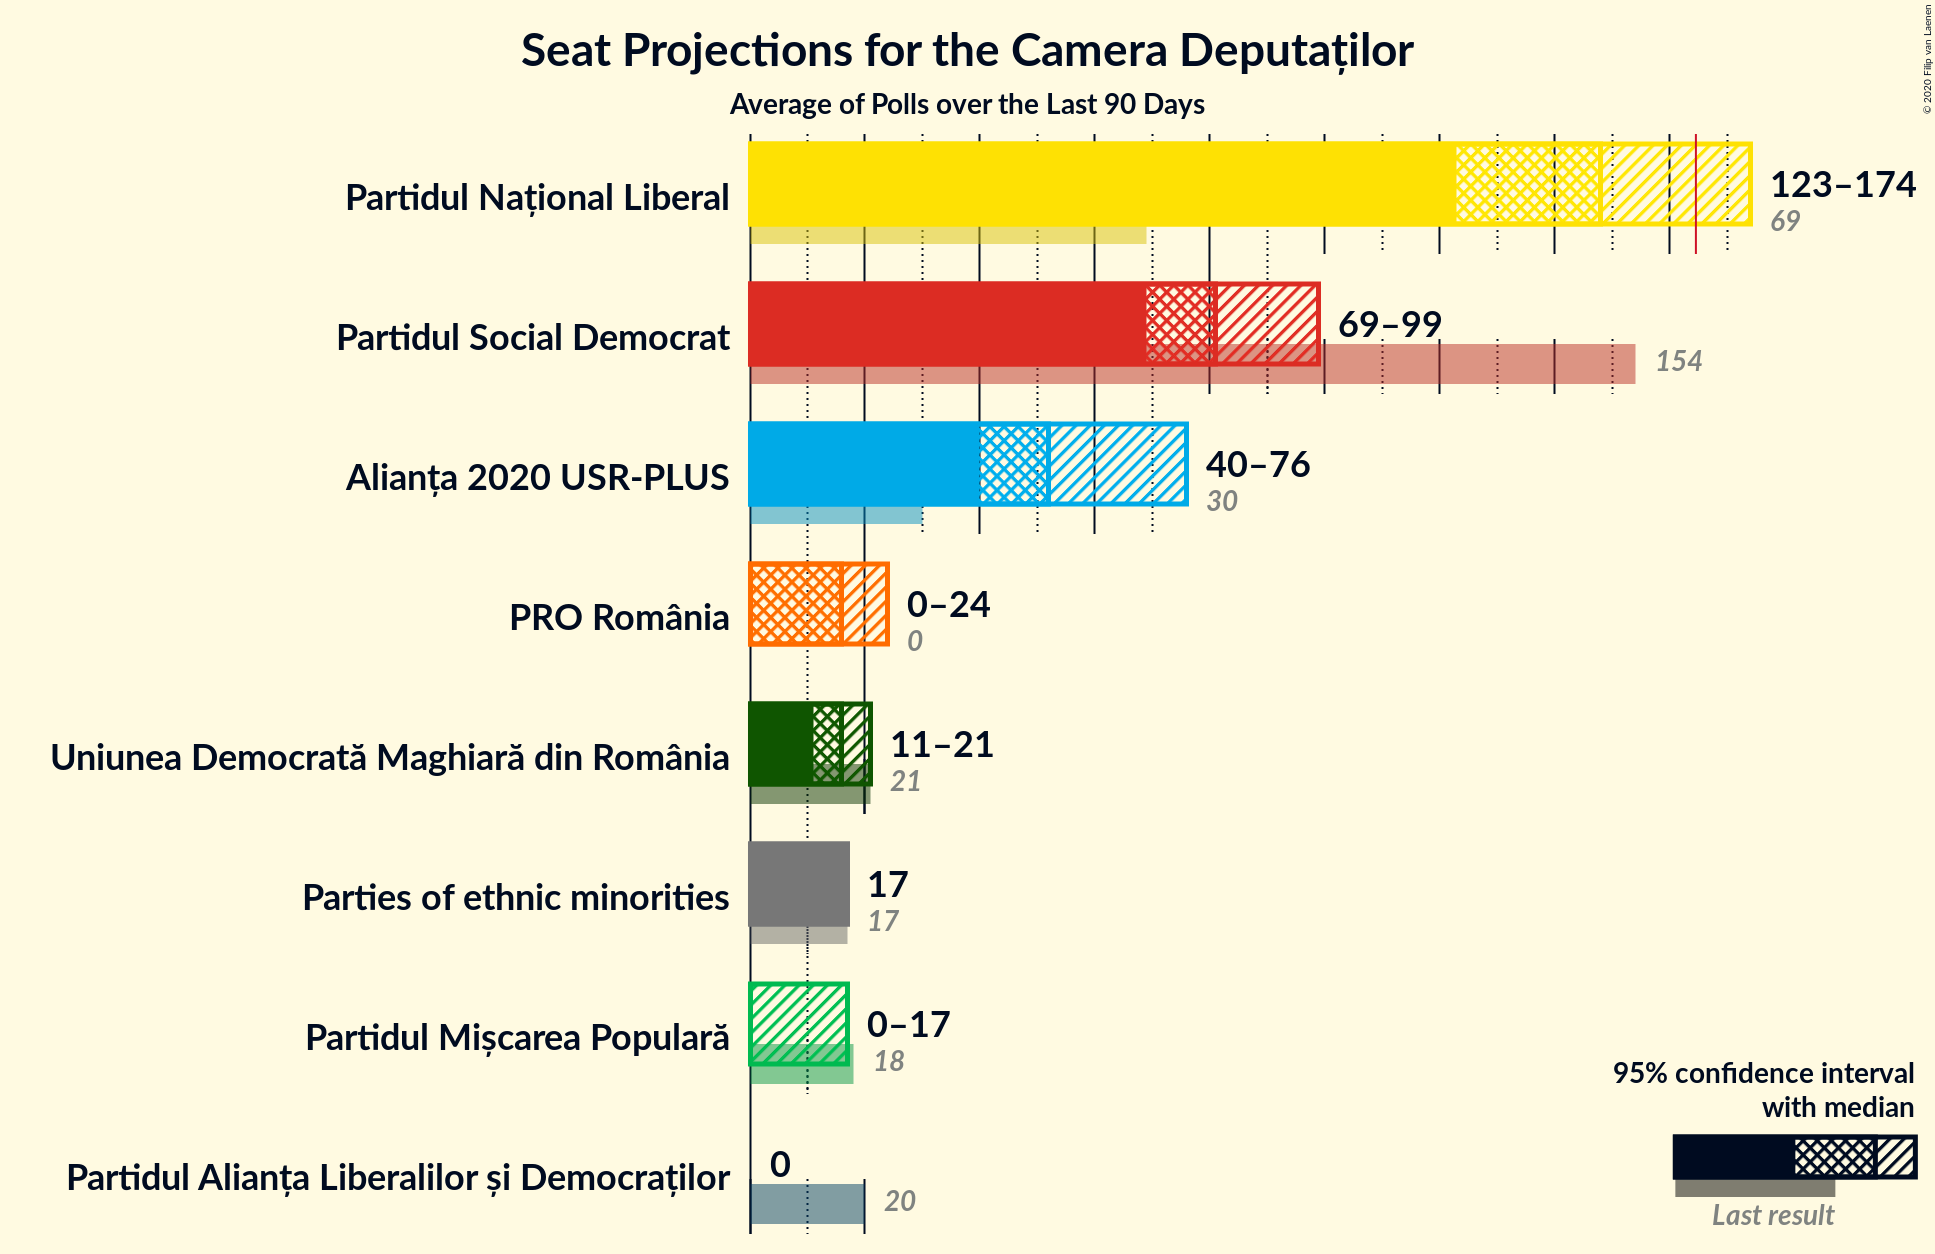 Seat Projections for the Camera Deputaților
Average of Polls over the Last 90 Days
© 2020 Filip van Laenen
Partidul Național Liberal
123–174
69
Partidul Social Democrat
69–99
154
Alianța 2020 USR-PLUS
40–76
30
PRO România
0–24
0
Uniunea Democrată Maghiară din România
11–21
21
Parties of ethnic minorities
17
17
Partidul Mișcarea Populară
0–17
18
Partidul Alianța Liberalilor și Democraților
0
20
95% confidence interval
with median
Last result